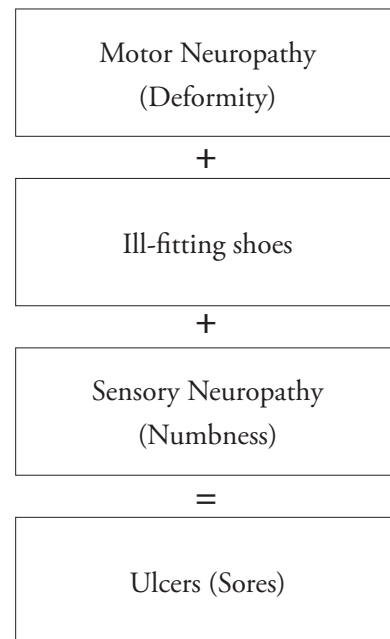 Motor Neuropathy
(Deformity)
+
Ill-fitting shoes
+
Sensory Neuropathy
(Numbness)
=
Ulcers (Sores)